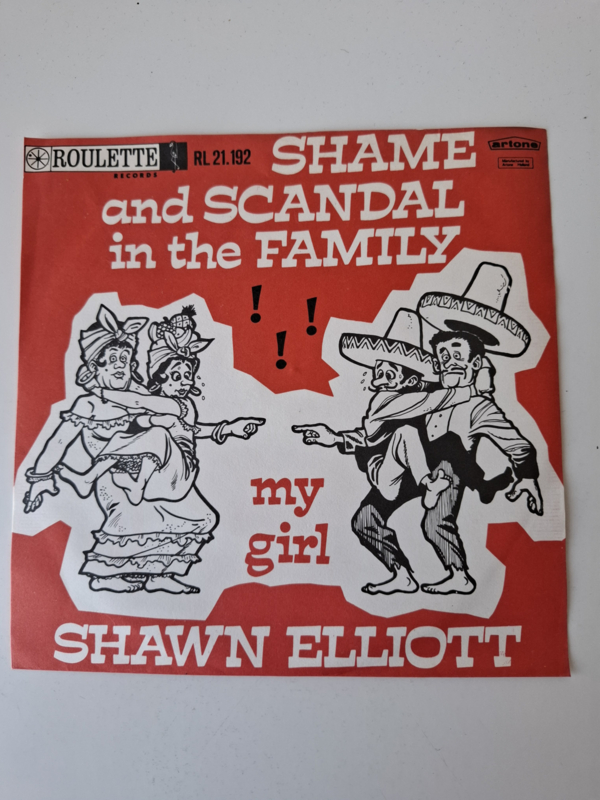 ROULETTE
RECORDS
RL 21.192
artone
SHAME
and SCANDAL
in the FAMILY
! ! !
my
girl
SHAWN ELLIOTT